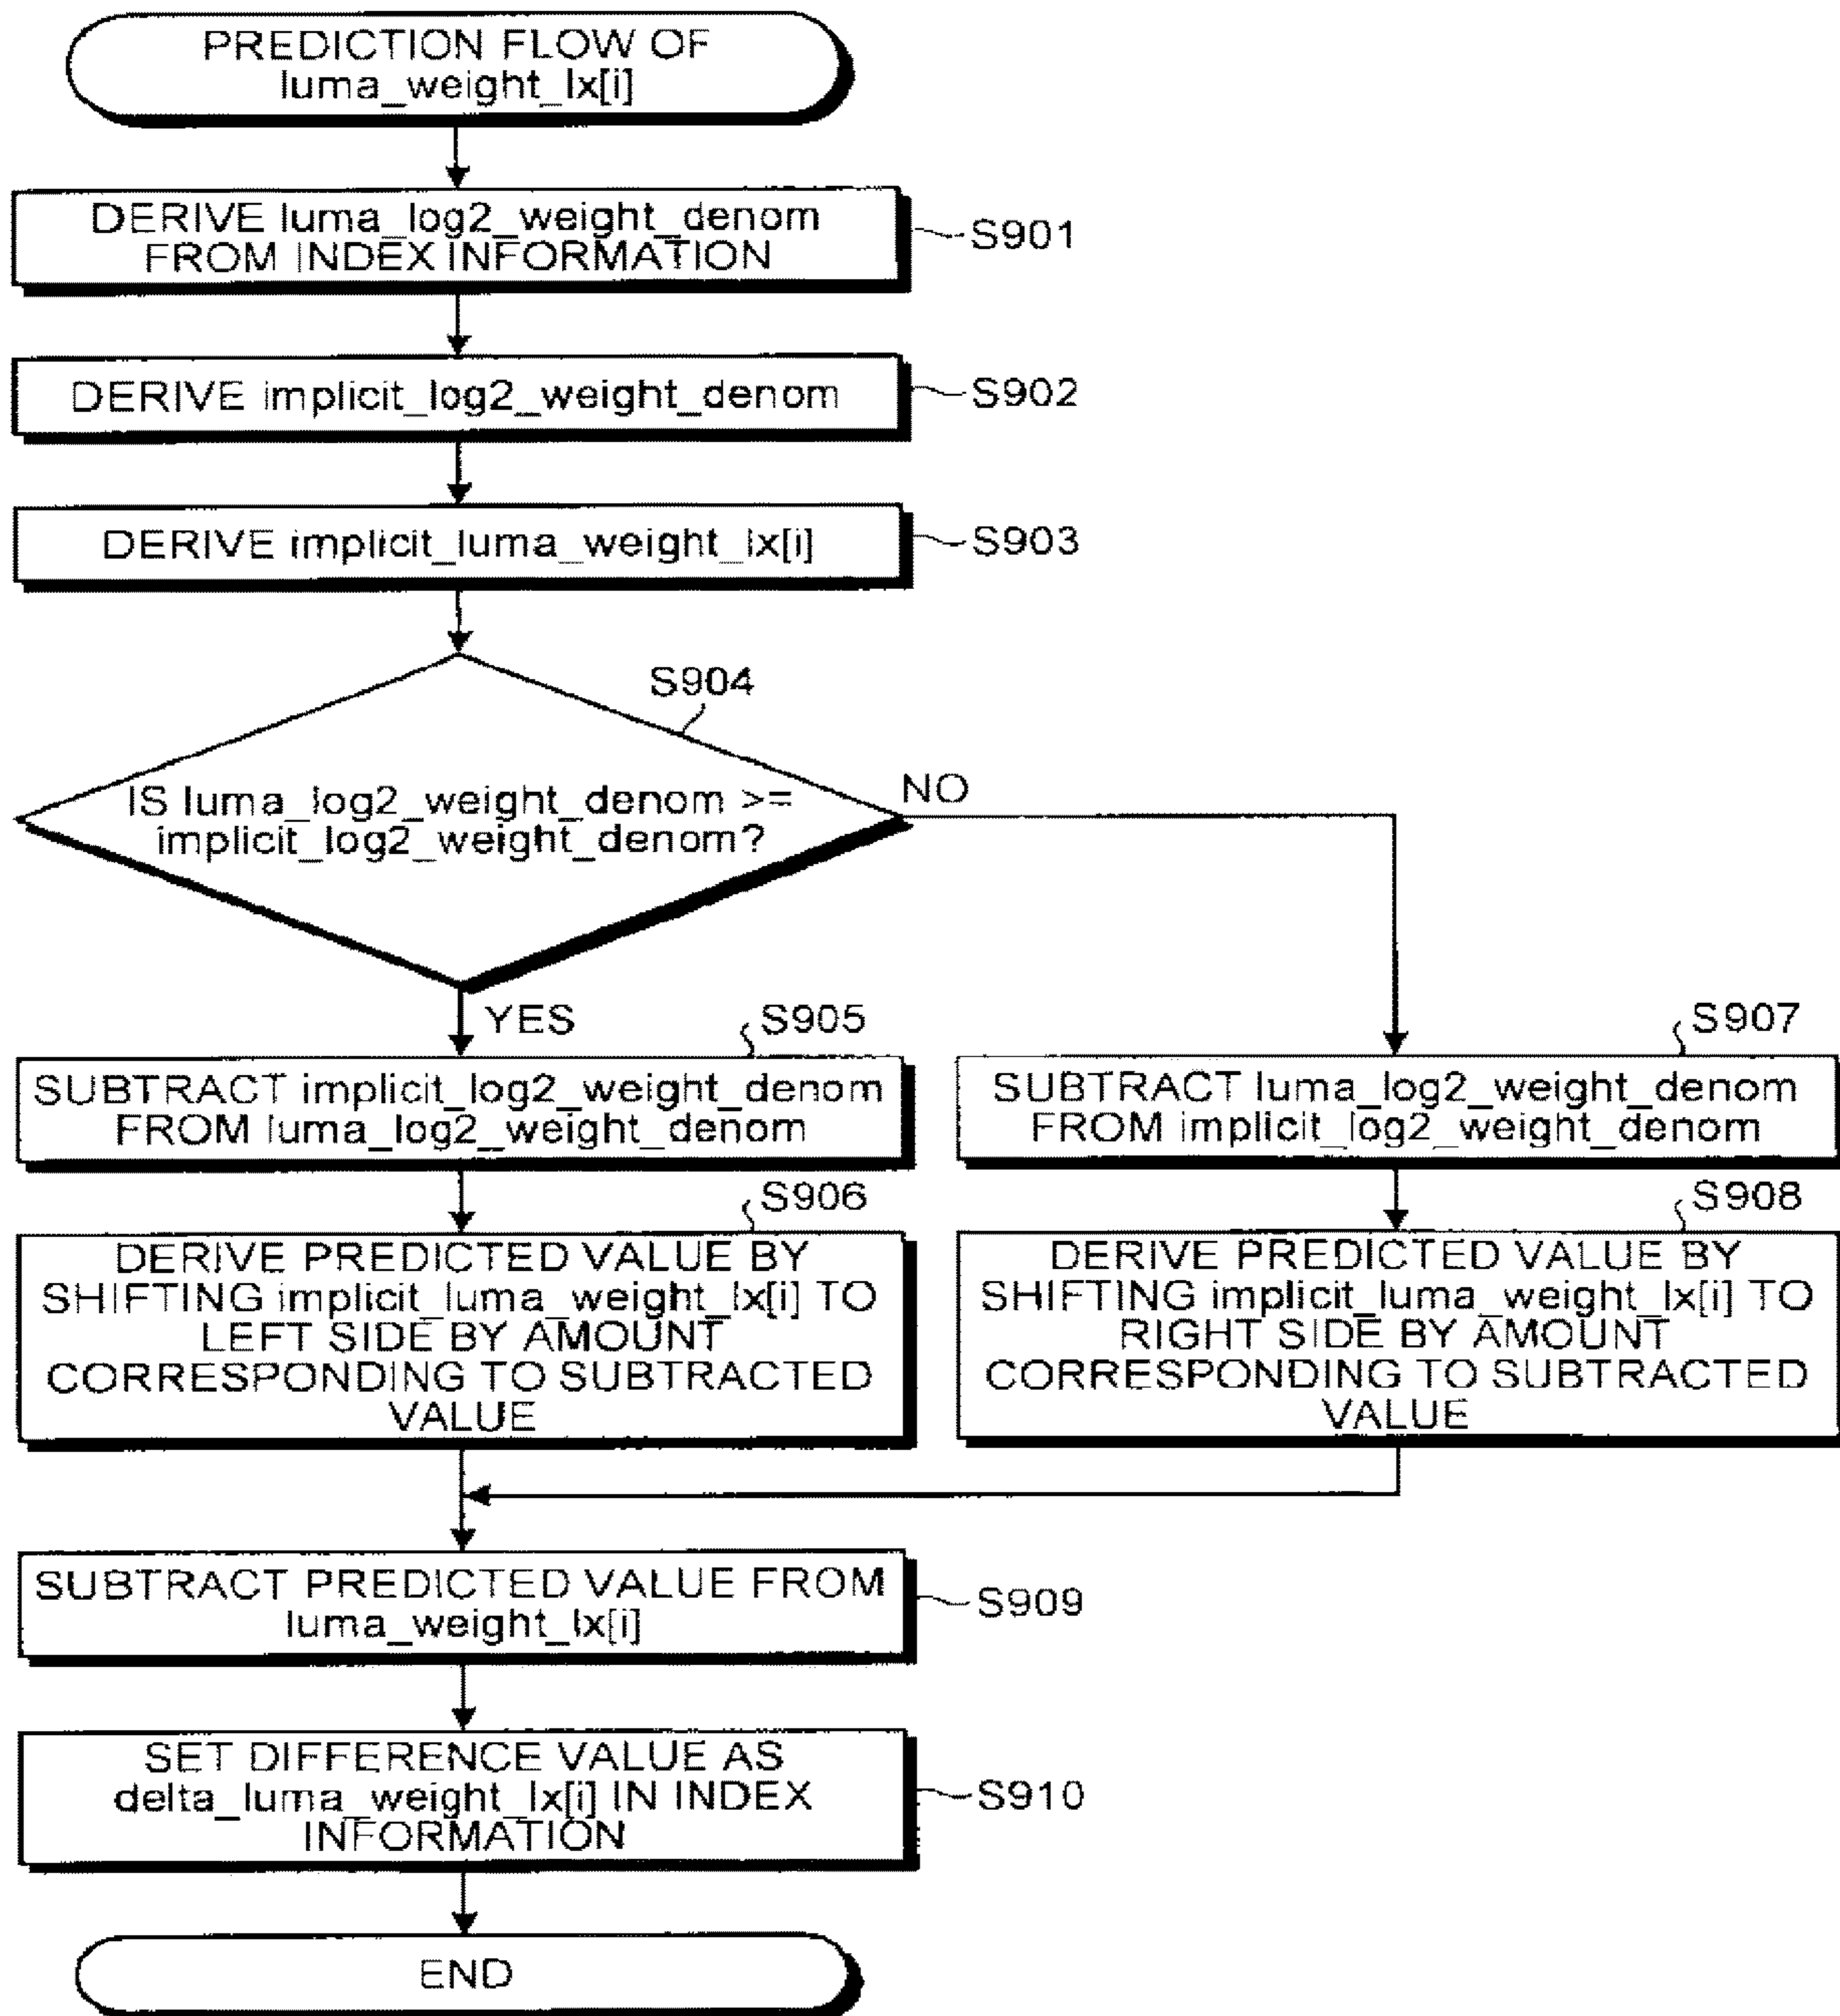 PREDICTION FLOW OF
luma_weight_lx[i]
DERIVE luma_log2_weight_denom
FROM INDEX INFORMATION
S901
DERIVE implicit_log2_weight_denom
S902
DERIVE implicit_luma_weight_lx[i]
S903
S904
IS luma_log2_weight_denom >=
implicit_log2_weight_denom?
NO
YES
S905
SUBTRACT implicit_log2_weight_denom
FROM luma_log2_weight_denom
S907
SUBTRACT luma_log2_weight_denom
FROM implicit_log2_weight_denom
S906
DERIVE PREDICTED VALUE BY
SHIFTING implicit_luma_weight_lx[i] TO
LEFT SIDE BY AMOUNT
CORRESPONDING TO SUBTRACTED
VALUE
S908
DERIVE PREDICTED VALUE BY
SHIFTING implicit_luma_weight_lx[i] TO
RIGHT SIDE BY AMOUNT
CORRESPONDING TO SUBTRACTED
VALUE
SUBTRACT PREDICTED VALUE FROM
luma_weight_lx[i]
S909
SET DIFFERENCE VALUE AS
delta_luma_weight_lx[i] IN INDEX
INFORMATION
S910
END